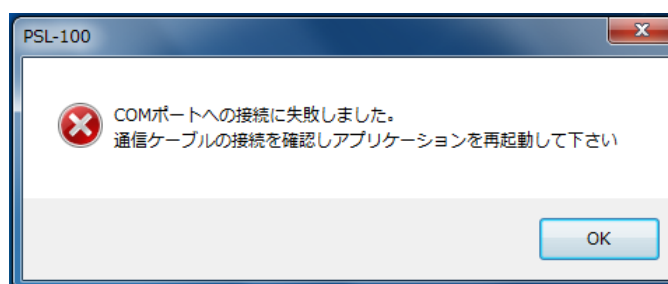 PSL-100
COMポートへの接続に失敗しました。
通信ケーブルの接続を確認しアプリケーションを再起動して下さい
OK